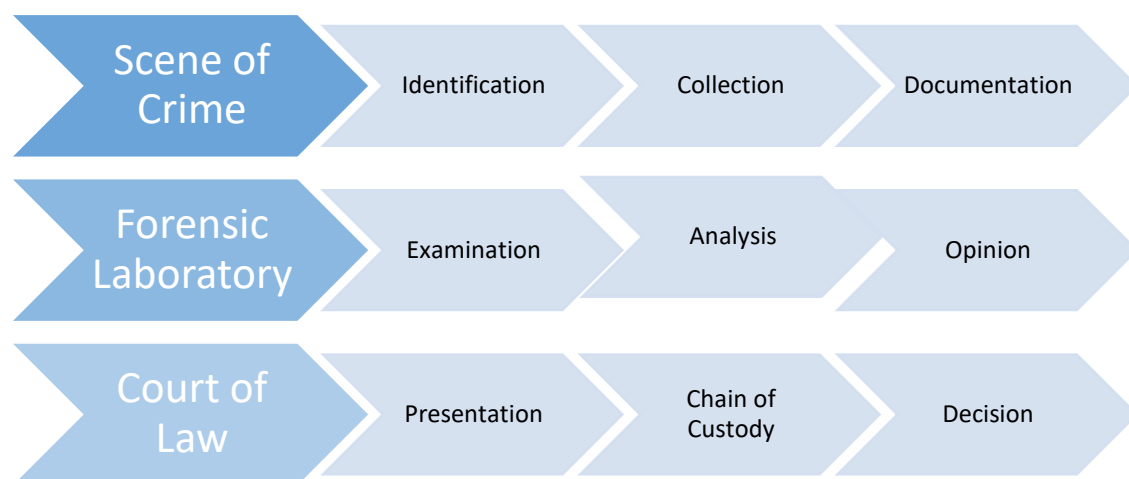 Scene of
Crime
Identification
Collection
Documentation
Forensic
Laboratory
Examination
Analysis
Opinion
Court of
Law
Presentation
Chain of
Custody
Decision